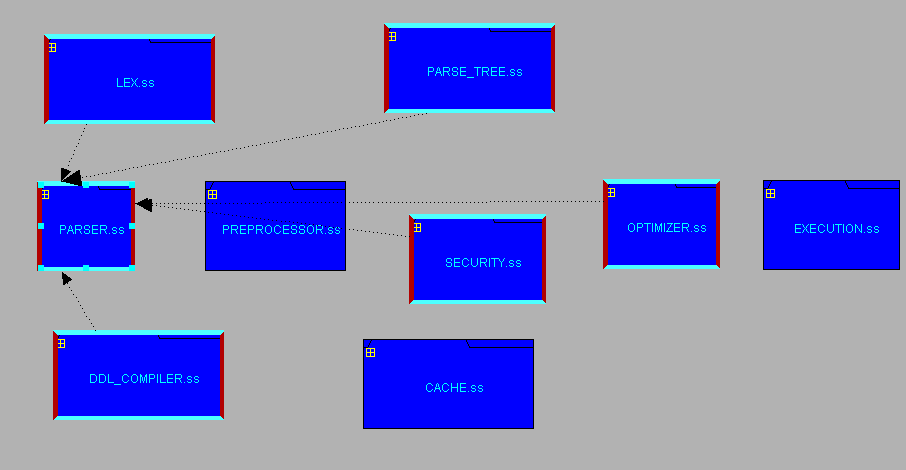 LEX.ss
PARSE_TREE.ss
PARSER.ss
PREPROCESSOR.ss
SECURITY.ss
OPTIMIZER.ss
EXECUTION.ss
DDL_COMPILER.ss
CACHE.ss